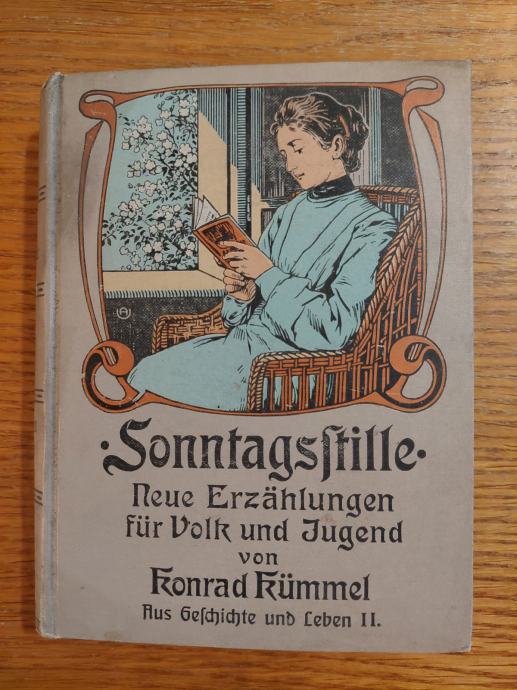 ·Sonntagsſtille·
Neue Erzählungen
für Volk und Jugend
von
Konrad Kümmel
Aus Geſchichte und Leben II.